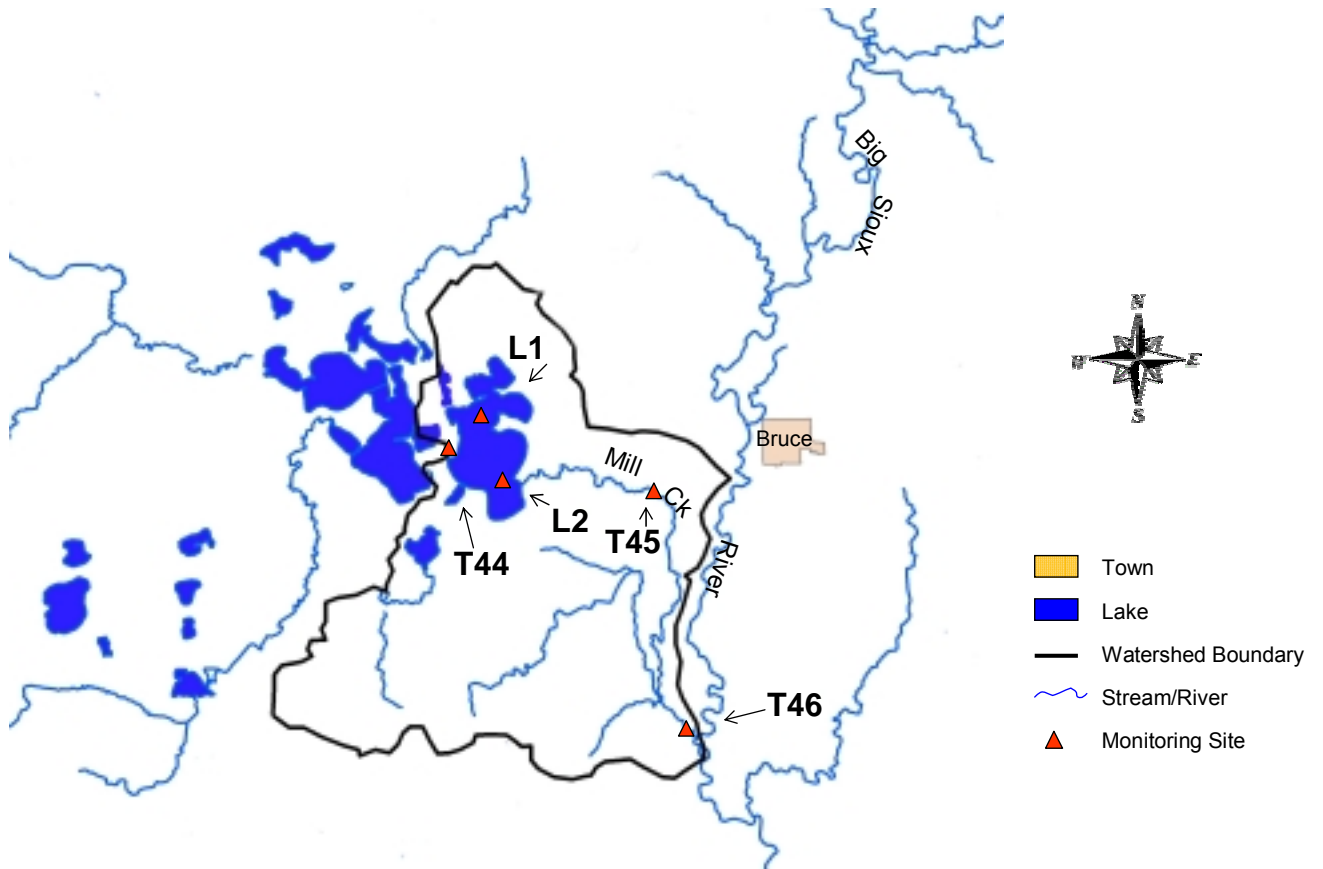 Big
Sioux
L1
Bruce
Mill
Ck
L2
T45
T44
River
T46
N
W
E
S
Town
Lake
Watershed Boundary
Stream/River
Monitoring Site